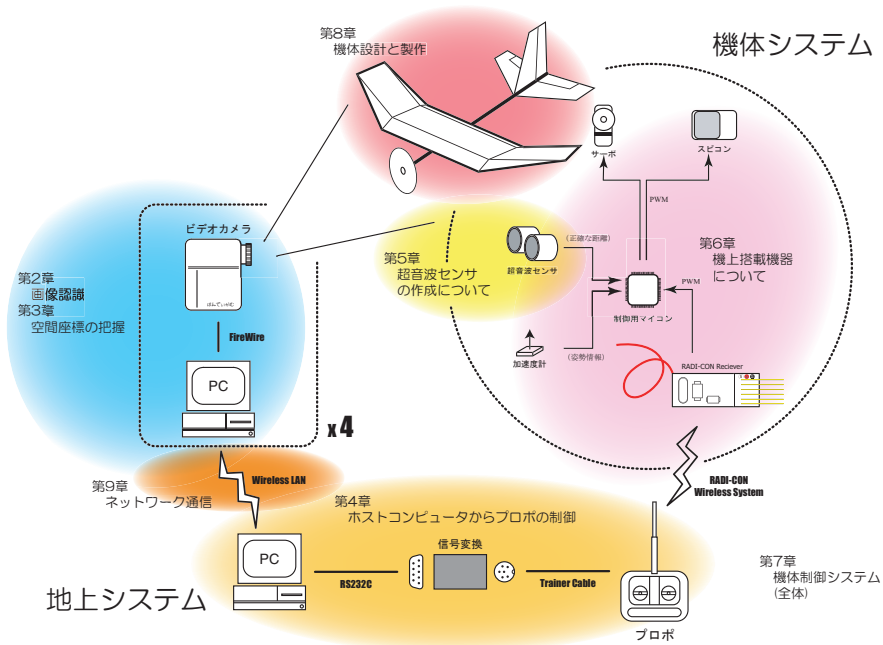 第8章
機体設計と製作
機体システム
サーボ
スピコン
PWM
ビデオカメラ
はんでぃかむ
第2章
画像認識
第3章
空間座標の把握
FireWire
PC
x 4
第5章
超音波センサ
の作成について
超音波センサ
(正確な距離)
第6章
機上搭載機器
について
PWM
制御用マイコン
加速度計
(姿勢情報)
RADI-CON Reciever
第9章
ネットワーク通信
Wireless LAN
RADI-CON
Wireless System
第4章
ホストコンピュータからプロポの制御
信号変換
PC
RS232C
Trainer Cable
プロポ
第7章
機体制御システム
(全体)
地上システム